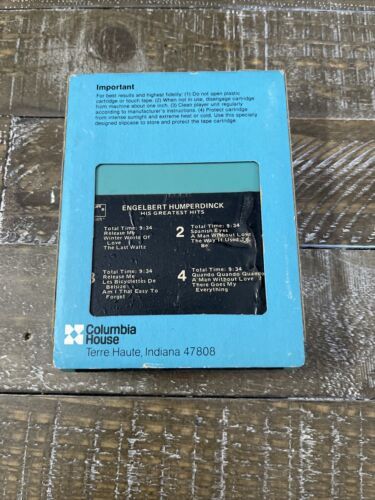 Important
For best results and highest fidelity: (1) Do not open plastic
cartridge or touch tape. (2) When not in use, disengage cartridge
from machine about one inch. (3) Clean player unit regularly
according to manufacturer's instructions. (4) Protect cartridge
from intense sunlight and extreme heat or cold. Use this specially
designed slipcase to store and protect the tape cartridge.
ENGELBERT HUMPERDINCK
HIS GREATEST HITS
Total Time: 9:34
Release Me
Winter World Of
Love
The Last Waltz
2
Total Time: 9:34
Spanish Eyes
A Man Without Love
The Way It Used To
Be
3
Total Time: 9:34
Release Me
Les Bicyclettes De
Belsize
Am I That Easy To
Forget
4
Total Time: 9:34
Quando Quando Quando
A Man Without Love
There Goes My
Everything
Columbia
House
Terre Haute, Indiana 47808